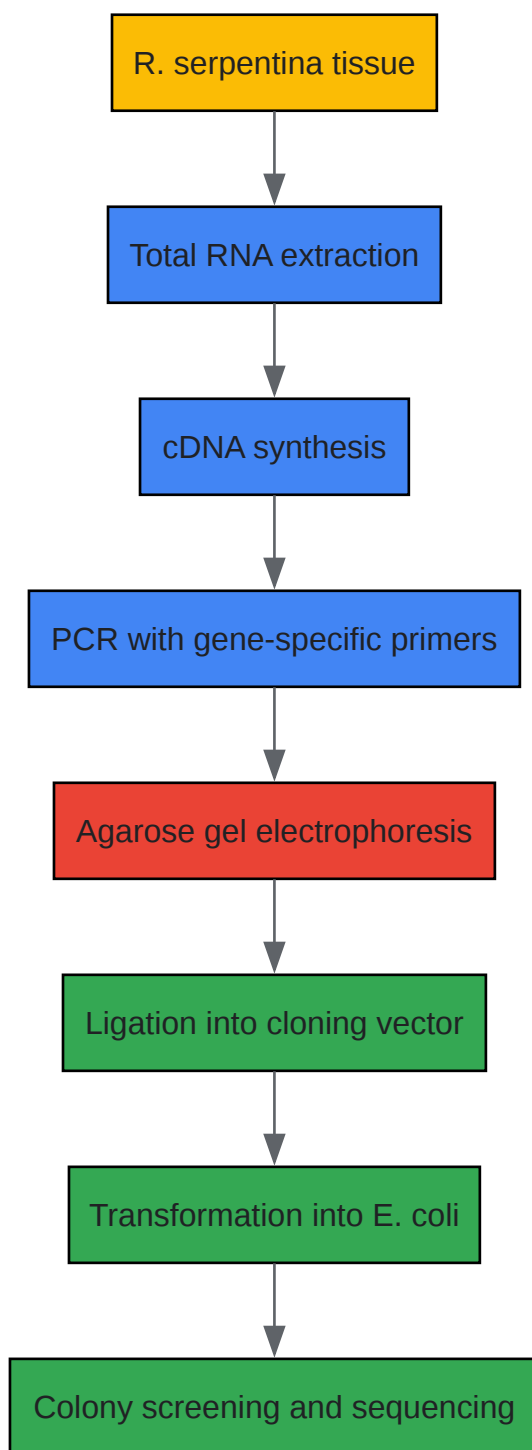 R. serpentina tissue
Total RNA extraction
cDNA synthesis
PCR with gene-specific primers
Agarose gel electrophoresis
Ligation into cloning vector
Transformation into E. coli
Colony screening and sequencing